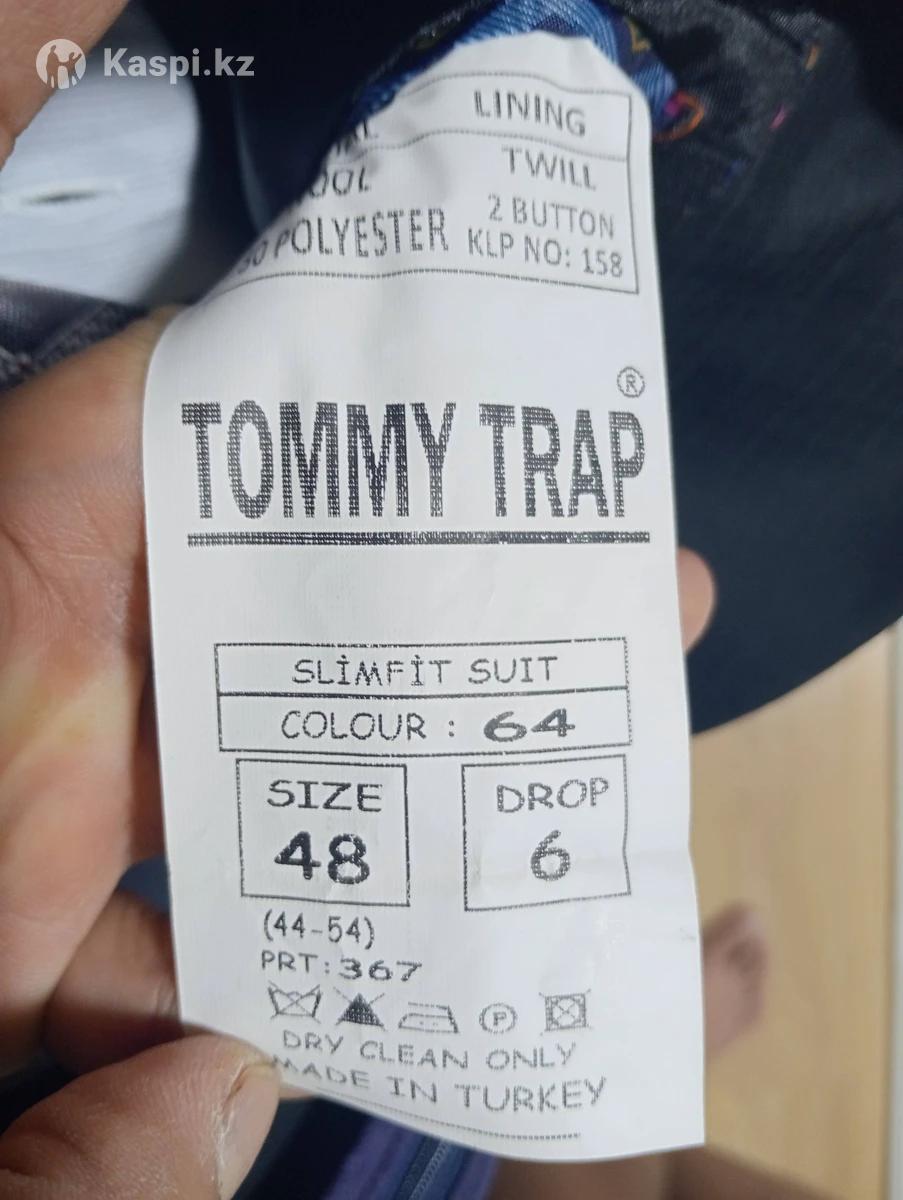 Kaspi.kz
LINING
TWILL
POLYESTER
2 BUTTON
KLP NO: 158
®
TOMMY TRAP
SLİMFİT SUIT
COLOUR : 64
SIZE
48
DROP
6
(44-54)
PRT:367
P
DRY CLEAN ONLY
MADE IN TURKEY